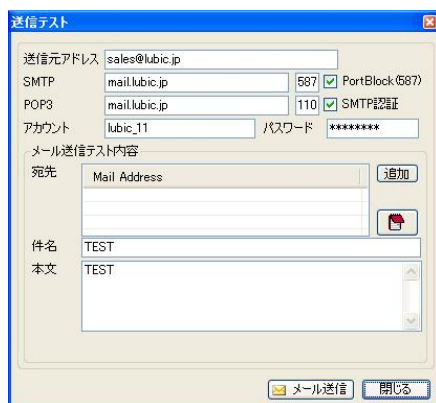 送信テスト
送信元アドレス sales@lubic.jp
SMTP mail.lubic.jp 587 PortBlock(587)
POP3 mail.lubic.jp 110 SMTP認証
アカウント lubic_11 パスワード ********
メール送信テスト内容
宛先 Mail Address 追加
件名 TEST
本文 TEST
メール送信 閉じる